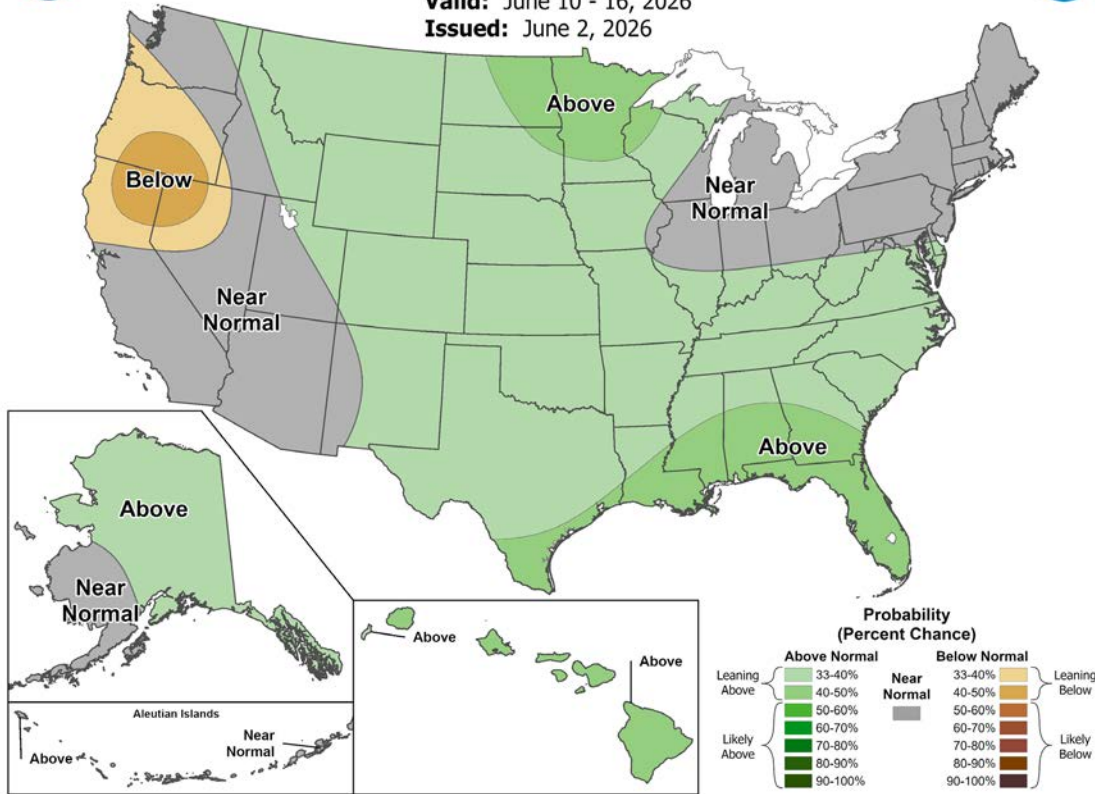 Valid: June 10 - 16, 2026
Issued: June 2, 2026
Above
Below
Near
Normal
Near
Normal
Above
Above
Near
Normal
Aleutian Islands
Above
Near
Normal
Above
Above
Probability
(Percent Chance)
Above Normal
Below Normal
Leaning
Above
33-40%
40-50%
Likely
Above
50-60%
60-70%
70-80%
80-90%
90-100%
Near
Normal
33-40%
40-50%
Leaning
Below
50-60%
60-70%
70-80%
80-90%
90-100%
Likely
Below